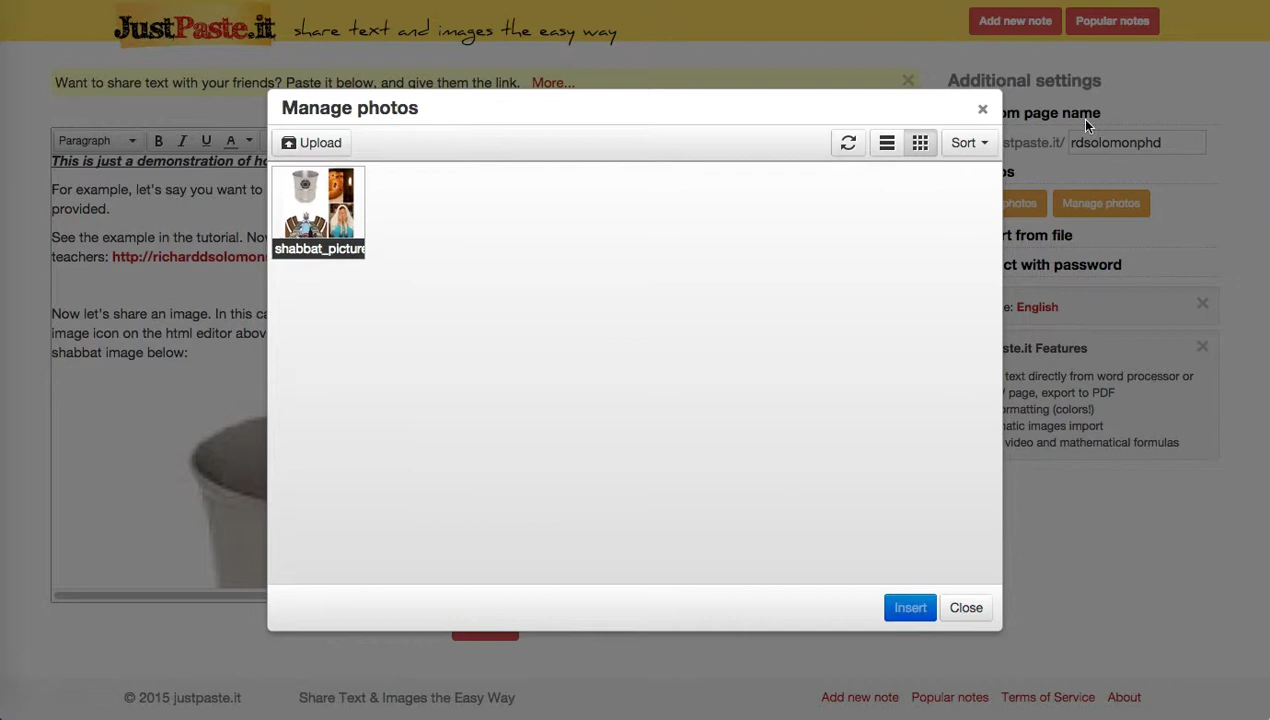 JustPaste.it share text and images the easy way
Add new note Popular notes
Want to share text with your friends? Paste it below, and give them the link. More...
Additional settings
Manage photos
om page name
Paragraph B I U A
Upload
Sort
stpaste.it/ rdsolomonphd
This is just a demonstration of ho
shabbat_picture
For example, let's say you want to
provided.
photos Manage photos
See the example in the tutorial. Nov
teachers: http://richarddsolomons
rt from file
ct with password
Now let's share an image. In this ca
image icon on the html editor abov
shabbat image below:
e: English
ste.it Features
text directly from word processor or
/ page, export to PDF
rmatting (colors!)
atic images import
video and mathematical formulas
Insert Close
© 2015 justpaste.it Share Text & Images the Easy Way
Add new note Popular notes Terms of Service About